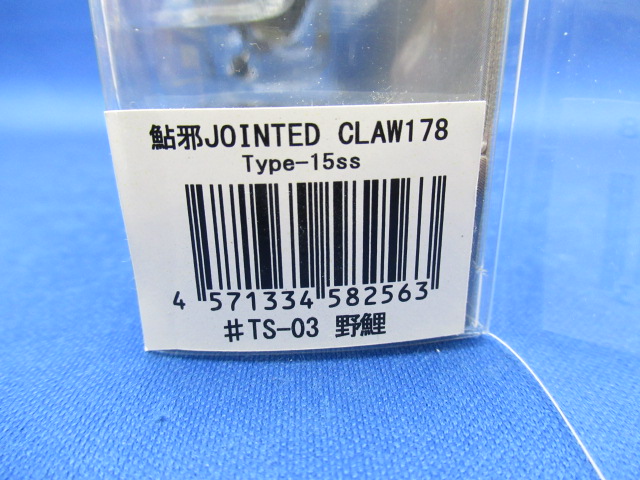 鮎邪JOINTED CLAW178
Type-15ss
4 571334 582563
#TS-03 野鯉